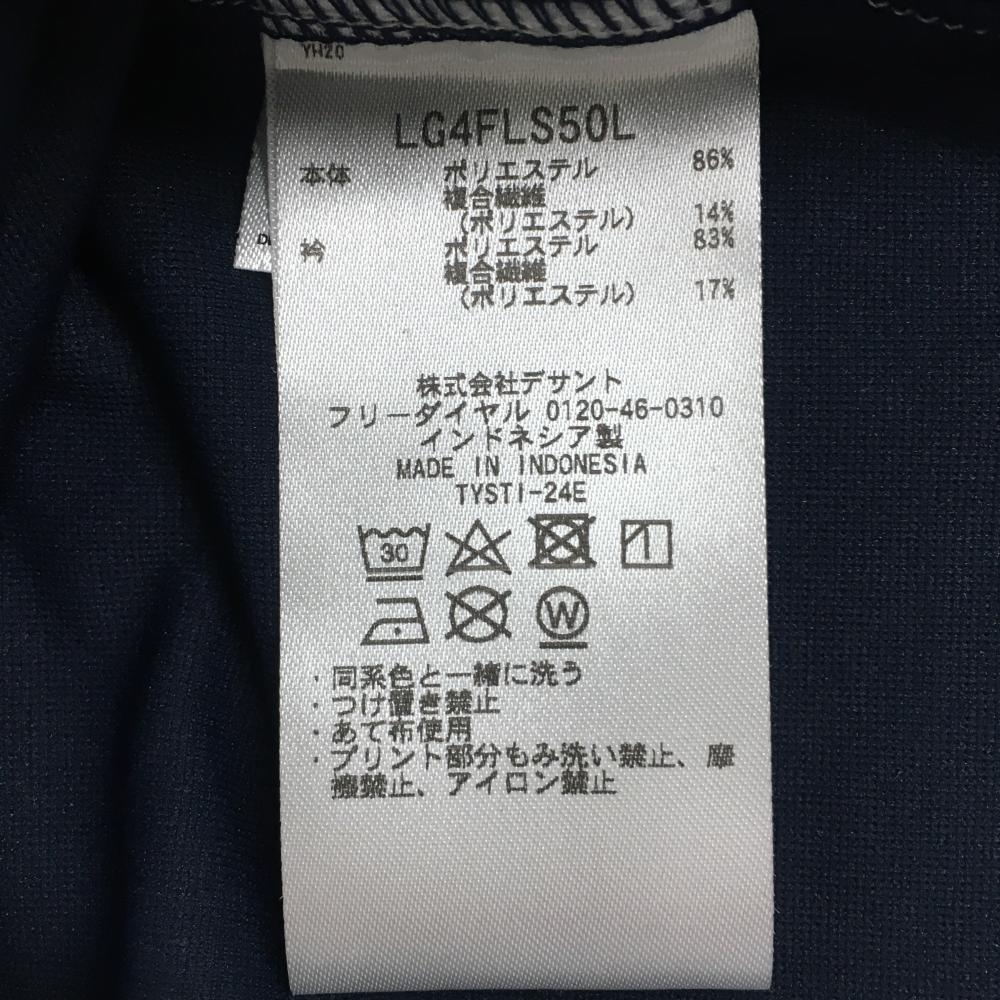 YH20
LG4FLS50L
本体 ポリエステル 86%
複合繊維
(ポリエステル) 14%
衿 ポリエステル 83%
複合繊維
(ポリエステル) 17%
株式会社デサント
フリーダイヤル 0120-46-0310
インドネシア製
MADE IN INDONESIA
TYSTI-24E
30
W
・同系色と一緒に洗う
・つけ置き禁止
・あて布使用
・プリント部分もみ洗い禁止、摩
擦禁止、アイロン禁止